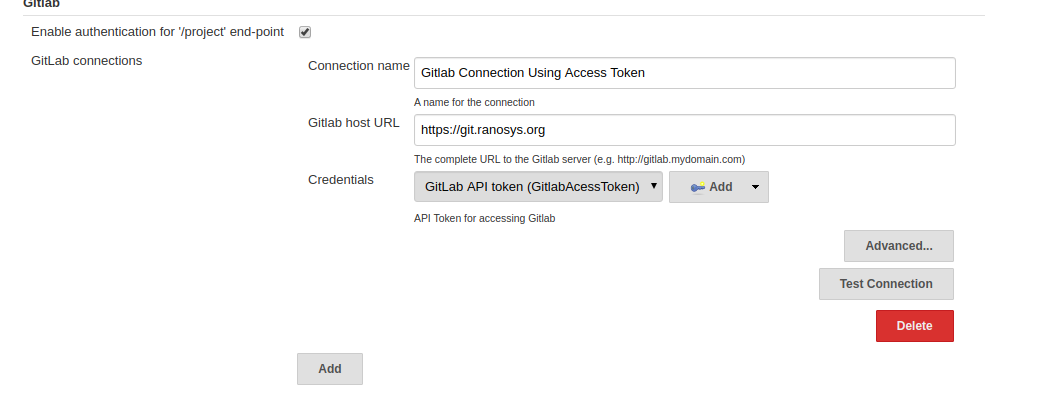 Gitlab
Enable authentication for '/project' end-point
GitLab connections
Connection name
Gitlab Connection Using Access Token
A name for the connection
Gitlab host URL
https://git.ranosys.org
The complete URL to the Gitlab server (e.g. http://gitlab.mydomain.com)
Credentials
GitLab API token (GitlabAcessToken)
Add
API Token for accessing Gitlab
Advanced...
Test Connection
Delete
Add